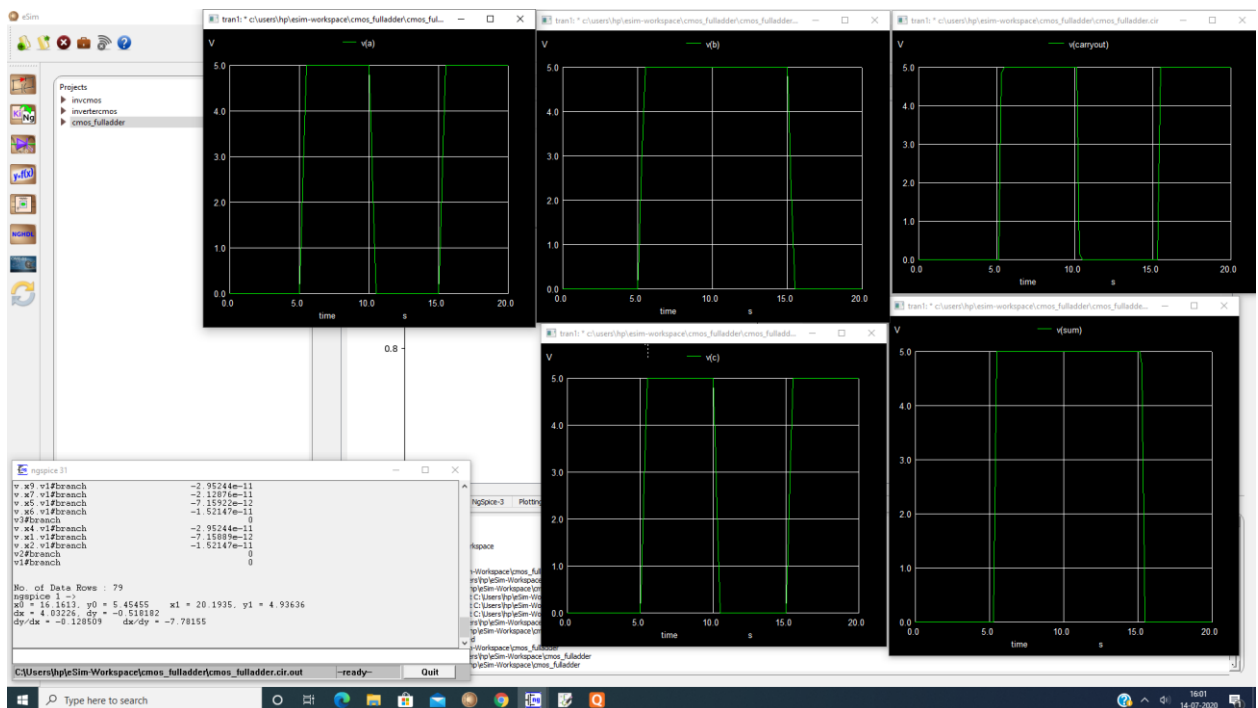 eSim
Projects
invcmos
invertercmos
cmos_fulladder
Ki
Ng
y=f(x)
NGHDL
tran1: * c:\users\hp\esim-workspace\cmos_fulladder\cmos_ful...
V
v(a)
5.0
4.0
3.0
2.0
1.0
0.0
0.0 5.0 10.0 15.0 20.0
time s
tran1: * c:\users\hp\esim-workspace\cmos_fulladder\cmos_fulladde...
V
v(b)
5.0
4.0
3.0
2.0
1.0
0.0
0.0 5.0 10.0 15.0 20.0
time s
tran1: * c:\users\hp\esim-workspace\cmos_fulladder\cmos_fulladder.cir
V
v(carryout)
5.0
4.0
3.0
2.0
1.0
0.0
0.0 5.0 10.0 15.0 20.0
time s
0.8
tran1: * c:\users\hp\esim-workspace\cmos_fulladder\cmos_fulladd...
V
v(c)
5.0
4.0
3.0
2.0
1.0
0.0
0.0 5.0 10.0 15.0 20.0
time s
tran1: * c:\users\hp\esim-workspace\cmos_fulladder\cmos_fulladde...
V
v(sum)
5.0
4.0
3.0
2.0
1.0
0.0
0.0 5.0 10.0 15.0 20.0
time s
ngspice 31
v.x9.v1#branch -2.95244e-11
v.x7.v1#branch -2.12876e-11
v.x5.v1#branch -7.15922e-12
v.x6.v1#branch -1.52147e-11
v3#branch 0
v.x4.v1#branch -2.95244e-11
v.x1.v1#branch -7.15889e-12
v.x2.v1#branch -1.52147e-11
v2#branch 0
v1#branch 0
No. of Data Rows : 79
ngspice 1 ->
x0 = 16.1613, y0 = 5.45455 x1 = 20.1935, y1 = 4.93636
dx = 4.03226, dy = -0.518182
dy/dx = -0.128509 dx/dy = -7.78155
C:\Users\hp\eSim-Workspace\cmos_fulladder\cmos_fulladder.cir.out --ready-- Quit
NgSpice-3 Plotting
Type here to search
16:01
14-07-2020